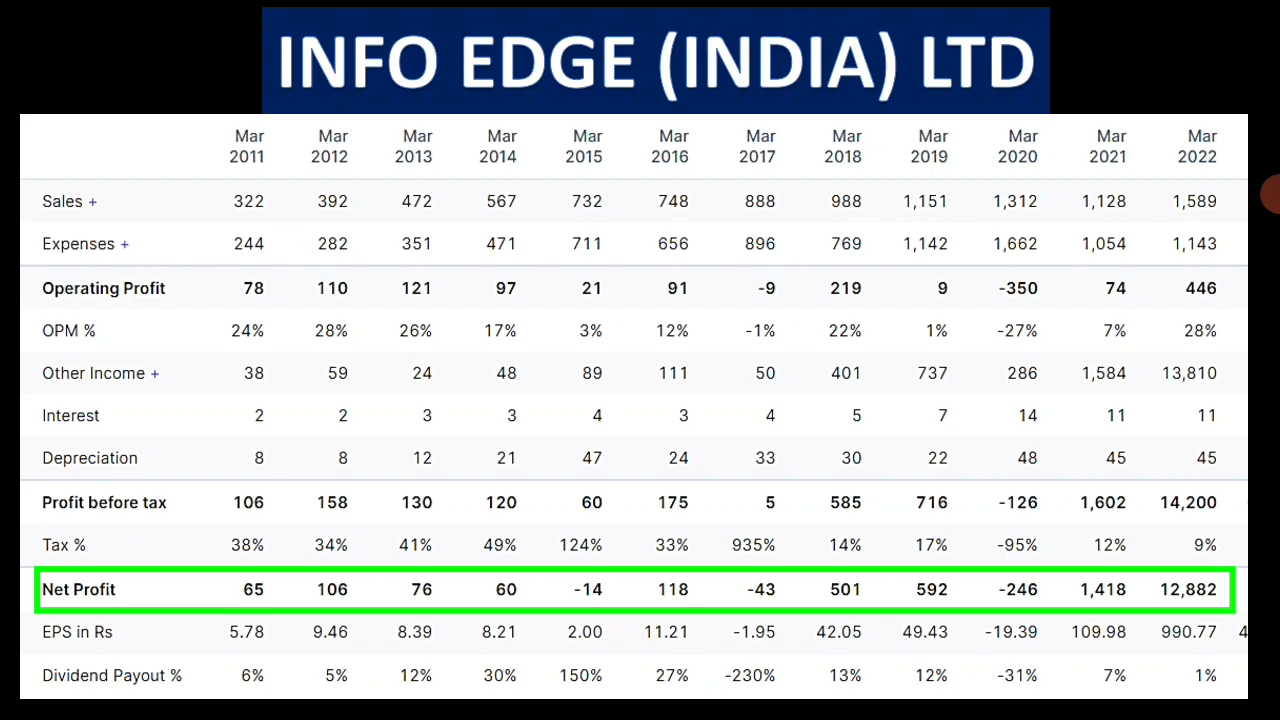 INFO EDGE (INDIA) LTD
Mar Mar Mar Mar Mar Mar Mar Mar Mar Mar Mar Mar
2011 2012 2013 2014 2015 2016 2017 2018 2019 2020 2021 2022
Sales + 322 392 472 567 732 748 888 988 1,151 1,312 1,128 1,589
Expenses + 244 282 351 471 711 656 896 769 1,142 1,662 1,054 1,143
Operating Profit 78 110 121 97 21 91 -9 219 9 -350 74 446
OPM % 24% 28% 26% 17% 3% 12% -1% 22% 1% -27% 7% 28%
Other Income + 38 59 24 48 89 111 50 401 737 286 1,584 13,810
Interest 2 2 3 3 4 3 4 5 7 14 11 11
Depreciation 8 8 12 21 47 24 33 30 22 48 45 45
Profit before tax 106 158 130 120 60 175 5 585 716 -126 1,602 14,200
Tax % 38% 34% 41% 49% 124% 33% 935% 14% 17% -95% 12% 9%
Net Profit 65 106 76 60 -14 118 -43 501 592 -246 1,418 12,882
EPS in Rs 5.78 9.46 8.39 8.21 2.00 11.21 -1.95 42.05 49.43 -19.39 109.98 990.77 4
Dividend Payout % 6% 5% 12% 30% 150% 27% -230% 13% 12% -31% 7% 1%